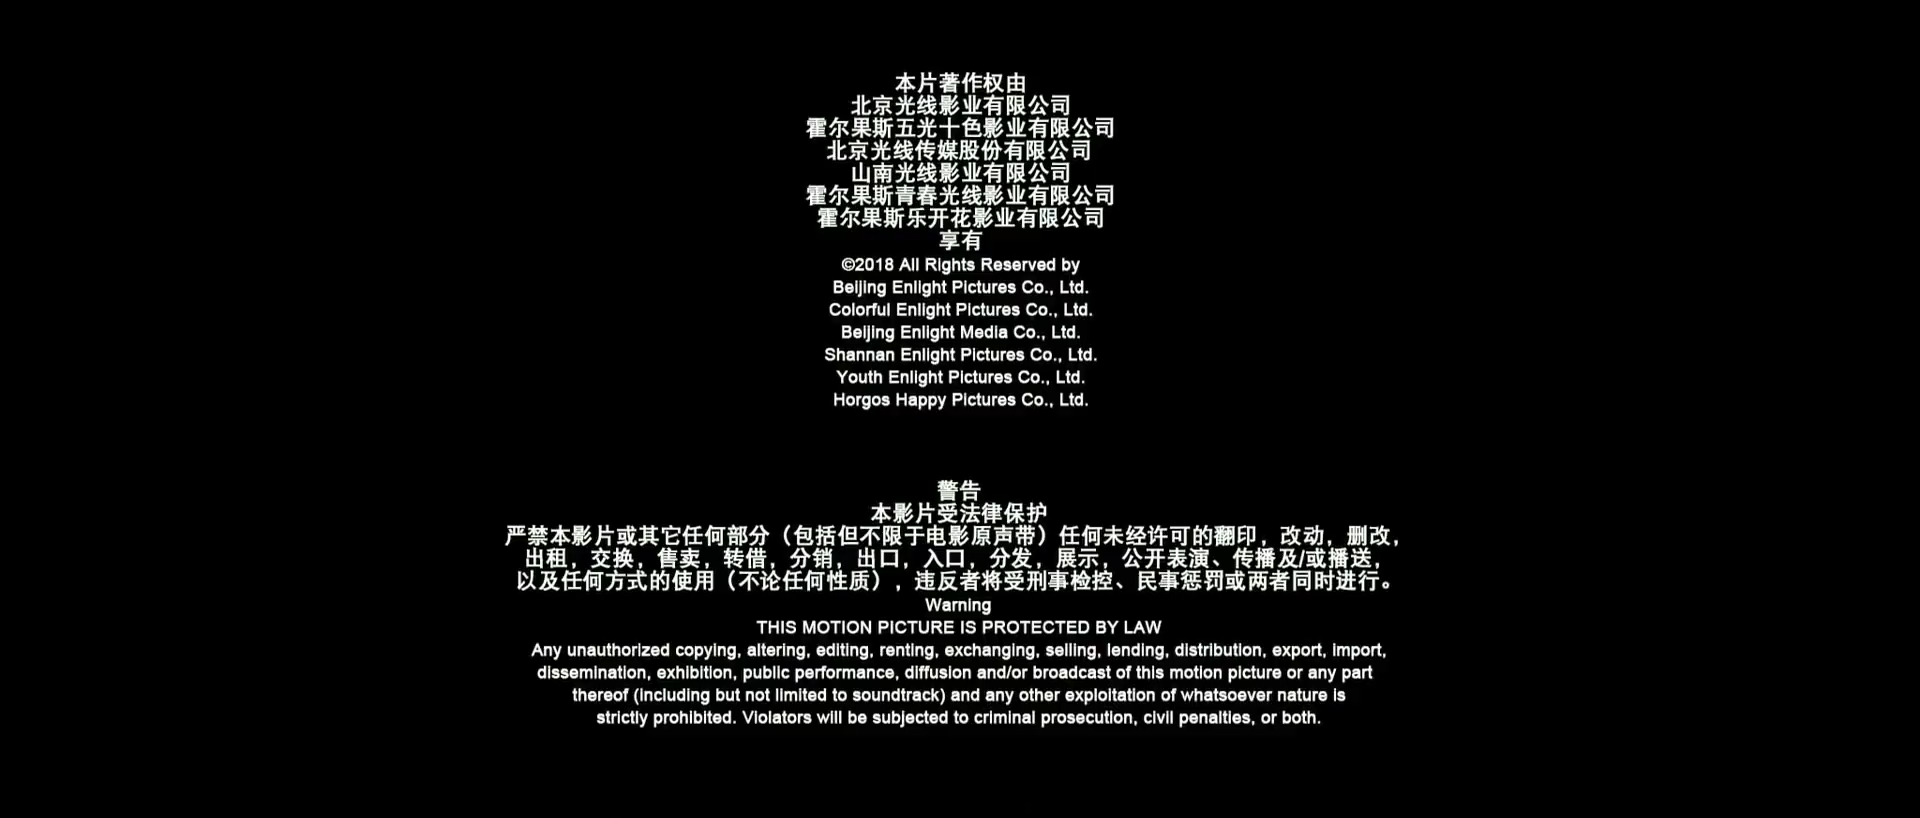 本片著作权由
北京光线影业有限公司
霍尔果斯五光十色影业有限公司
北京光线传媒股份有限公司
山南光线影业有限公司
霍尔果斯青春光线影业有限公司
霍尔果斯乐开花影业有限公司
享有
©2018 All Rights Reserved by
Beijing Enlight Pictures Co., Ltd.
Colorful Enlight Pictures Co., Ltd.
Beijing Enlight Media Co., Ltd.
Shannan Enlight Pictures Co., Ltd.
Youth Enlight Pictures Co., Ltd.
Horgos Happy Pictures Co., Ltd.
警告
本影片受法律保护
严禁本影片或其它任何部分（包括但不限于电影原声带）任何未经许可的翻印，改动，删改，
出租，交换，售卖，转借，分销，出口，入口，分发，展示，公开表演、传播及/或播送，
以及任何方式的使用（不论任何性质），违反者将受刑事检控、民事惩罚或两者同时进行。
Warning
THIS MOTION PICTURE IS PROTECTED BY LAW
Any unauthorized copying, altering, editing, renting, exchanging, selling, lending, distribution, export, import,
dissemination, exhibition, public performance, diffusion and/or broadcast of this motion picture or any part
thereof (including but not limited to soundtrack) and any other exploitation of whatsoever nature is
strictly prohibited. Violators will be subjected to criminal prosecution, civil penalties, or both.